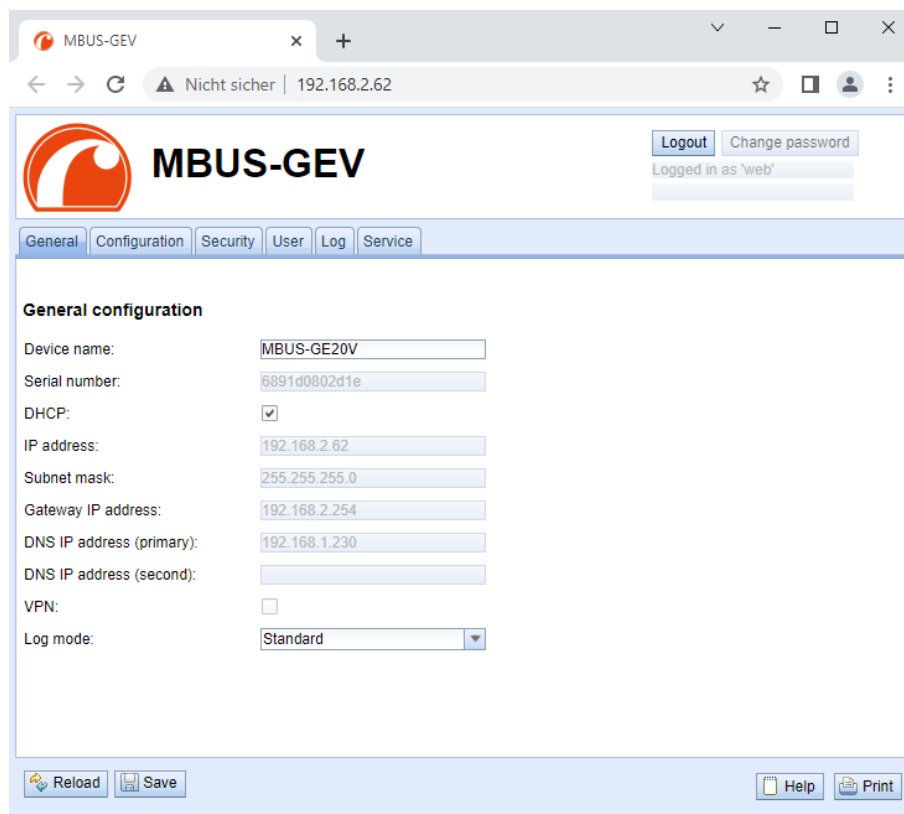 MBUS-GEV
Nicht sicher | 192.168.2.62
MBUS-GEV
Logout Change password
Logged in as 'web'
General Configuration Security User Log Service
General configuration
Device name: MBUS-GE20V
Serial number: 6891d0802d1e
DHCP:
IP address: 192.168.2.62
Subnet mask: 255.255.255.0
Gateway IP address: 192.168.2.254
DNS IP address (primary): 192.168.1.230
DNS IP address (second):
VPN:
Log mode: Standard
Reload Save Help Print